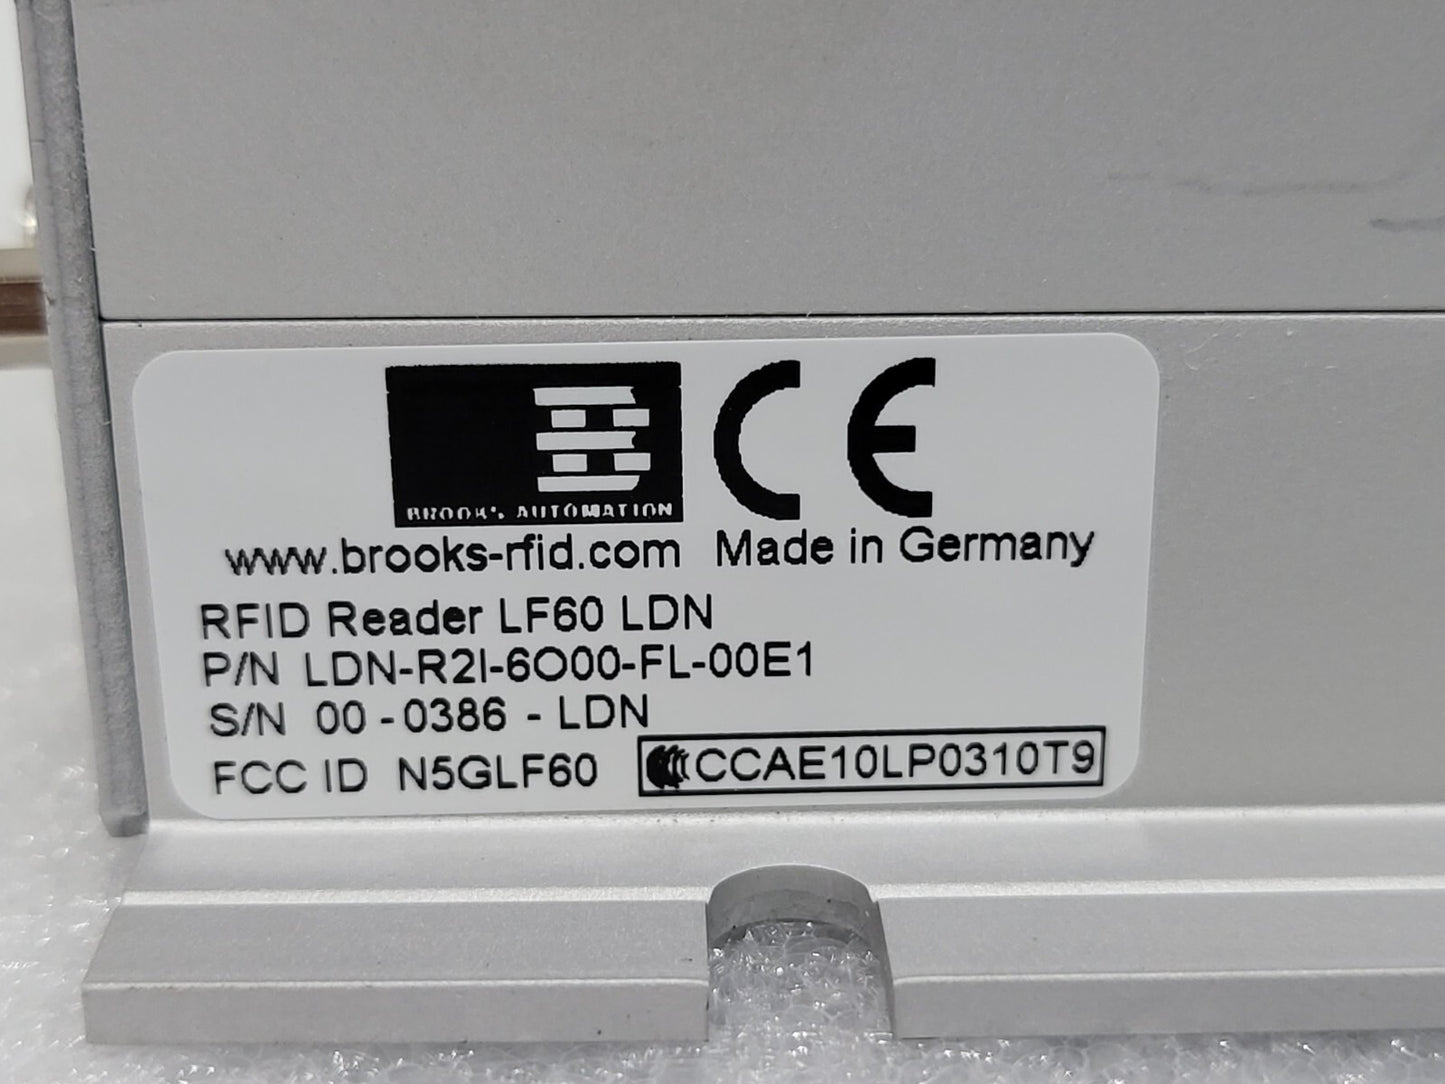 BROOKS AUTOMATION
CE
www.brooks-rfid.com Made in Germany
RFID Reader LF60 LDN
P/N LDN-R2I-6O00-FL-00E1
S/N 00-0386 - LDN
FCC ID N5GLF60 CCAE10LP0310T9